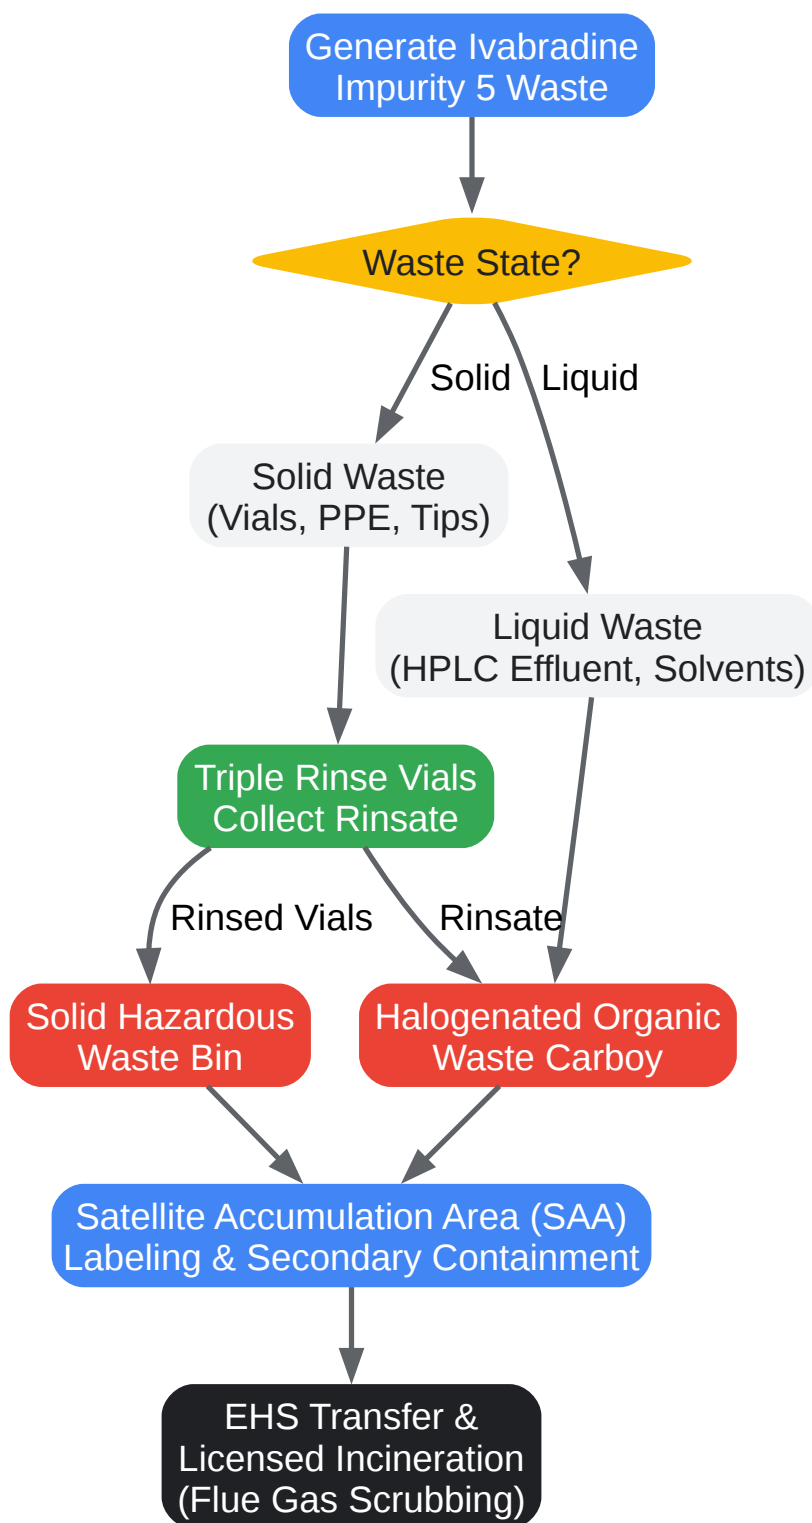 Generate Ivabradine
Impurity 5 Waste
Waste State?
Solid
Liquid
Solid Waste
(Vials, PPE, Tips)
Liquid Waste
(HPLC Effluent, Solvents)
Triple Rinse Vials
Collect Rinsate
Rinsed Vials
Rinsate
Solid Hazardous
Waste Bin
Halogenated Organic
Waste Carboy
Satellite Accumulation Area (SAA)
Labeling & Secondary Containment
EHS Transfer &
Licensed Incineration
(Flue Gas Scrubbing)